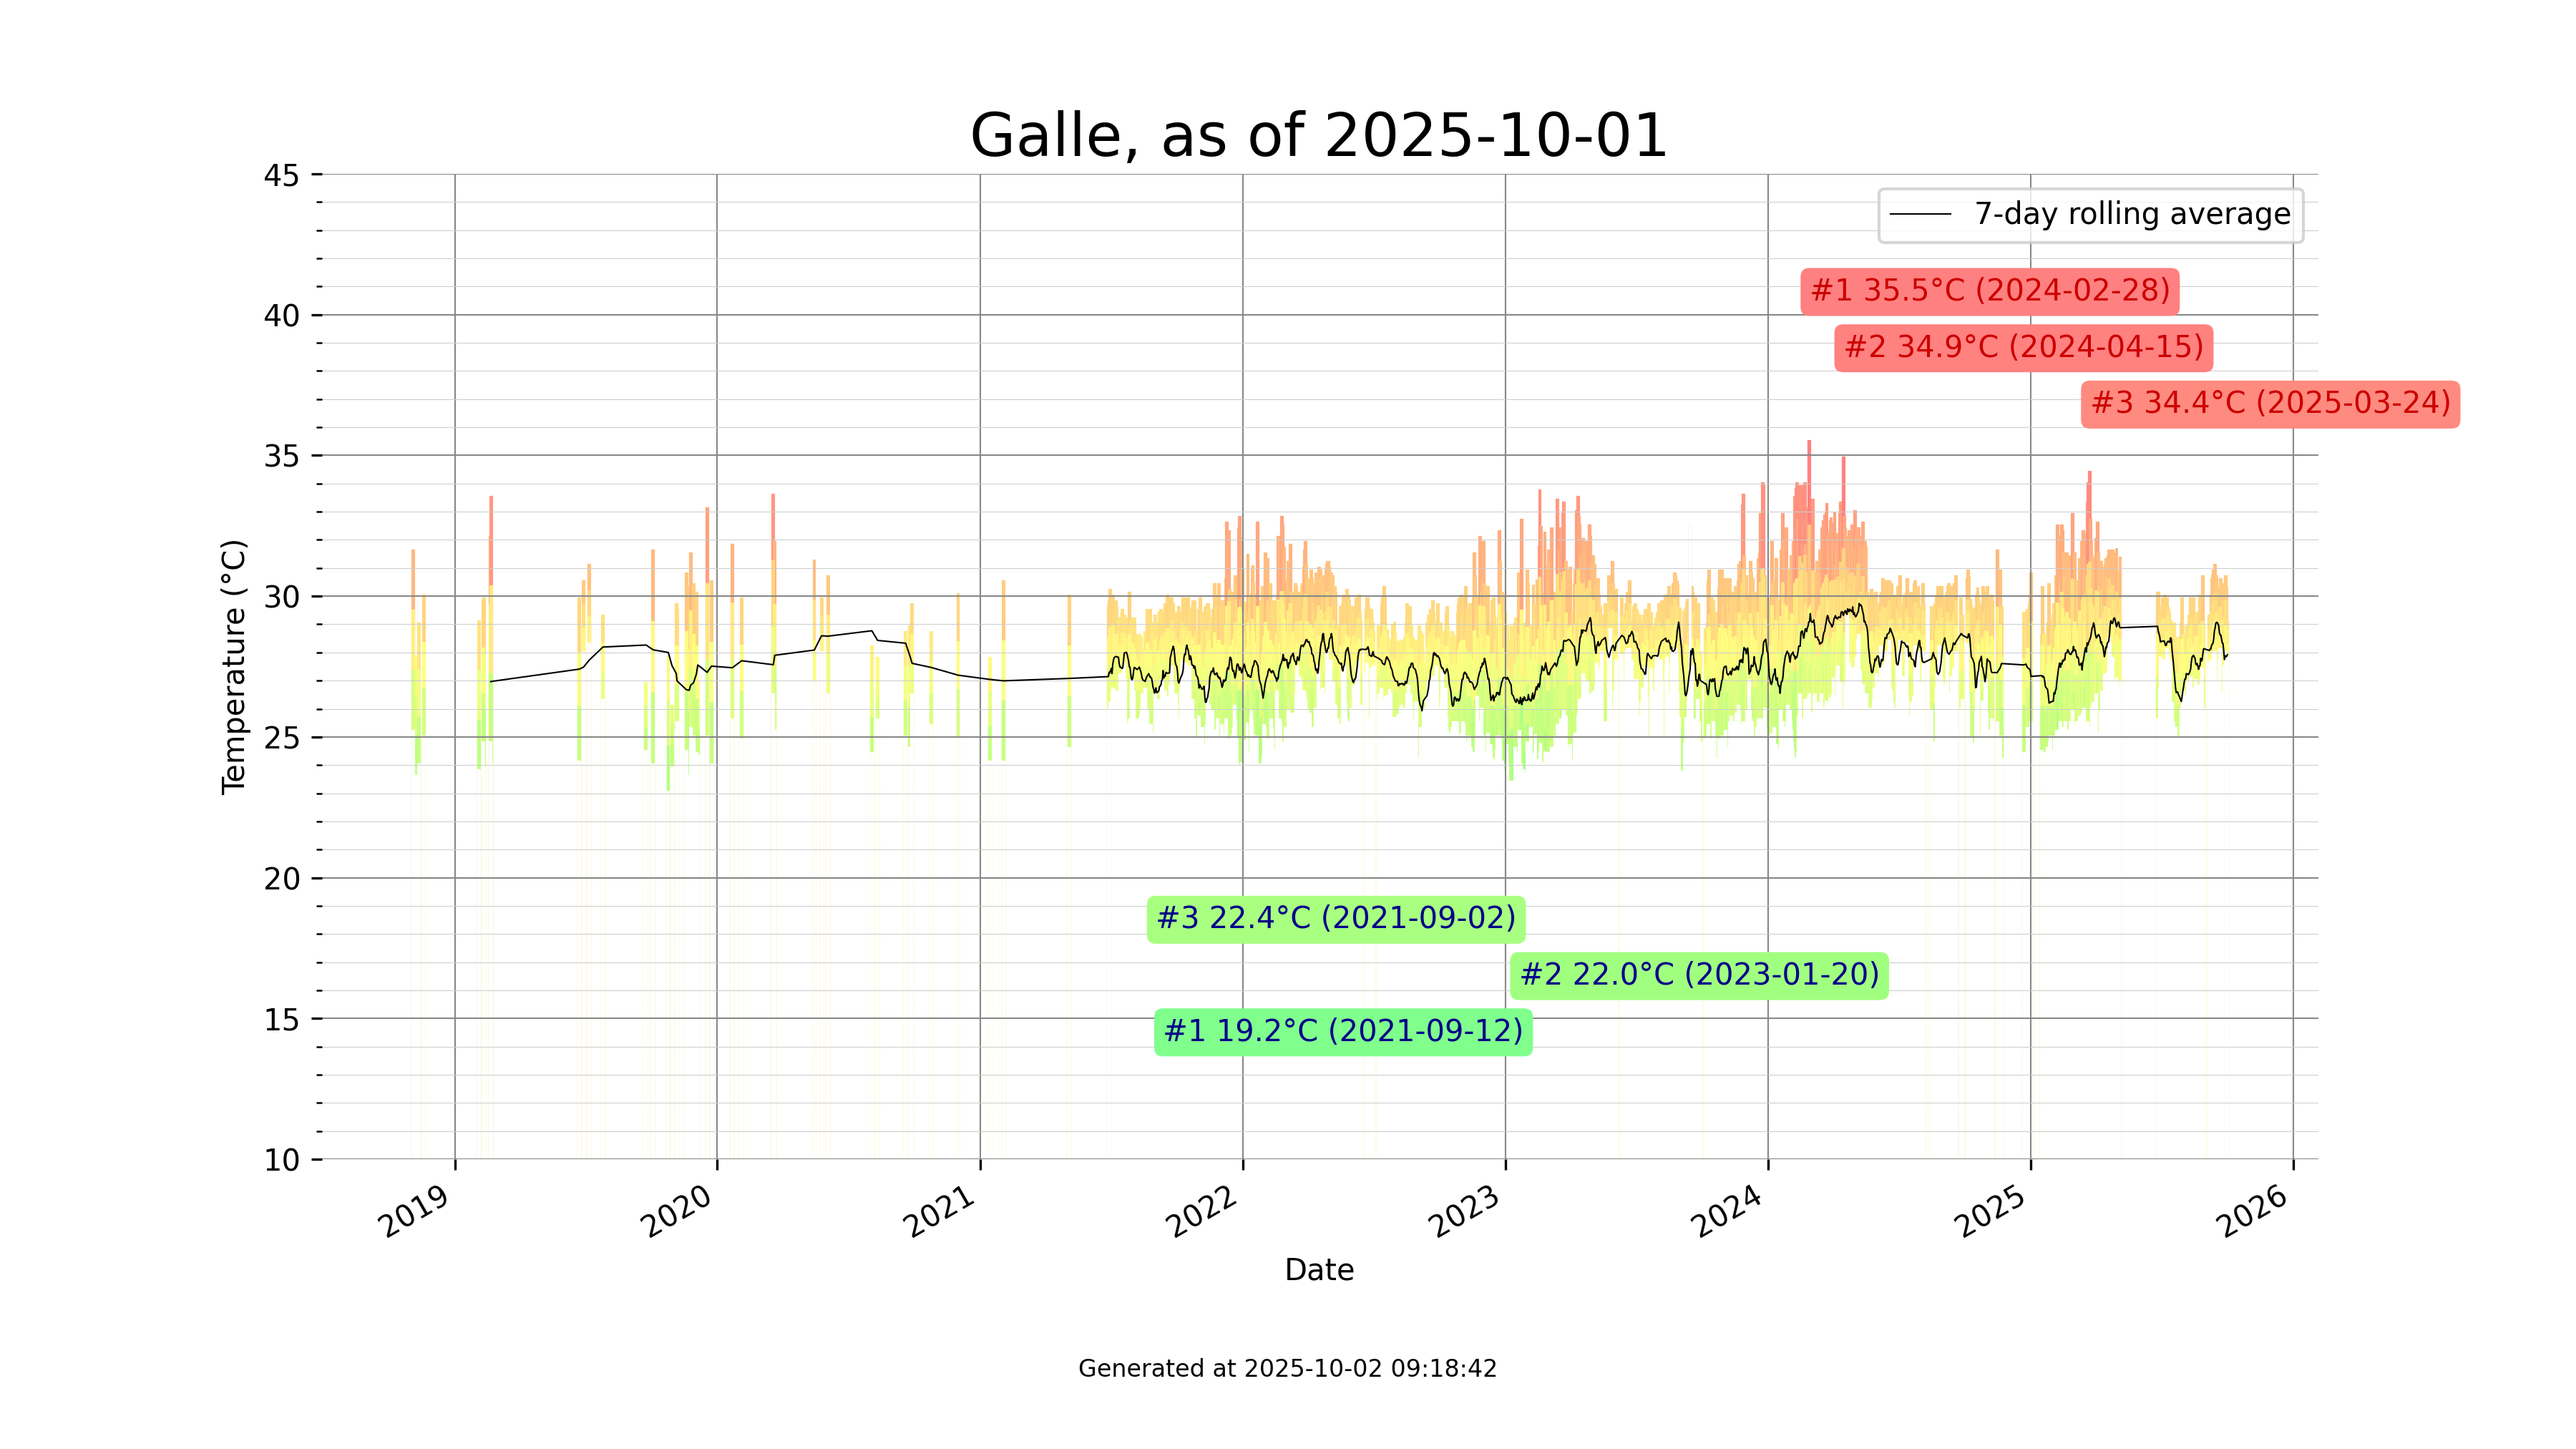 Galle, as of 2025-10-01
45
40
35
30
25
20
15
10
Temperature (°C)
7-day rolling average
#1 35.5°C (2024-02-28)
#2 34.9°C (2024-04-15)
#3 34.4°C (2025-03-24)
#3 22.4°C (2021-09-02)
#2 22.0°C (2023-01-20)
#1 19.2°C (2021-09-12)
2019
2020
2021
2022
2023
2024
2025
2026
Date
Generated at 2025-10-02 09:18:42